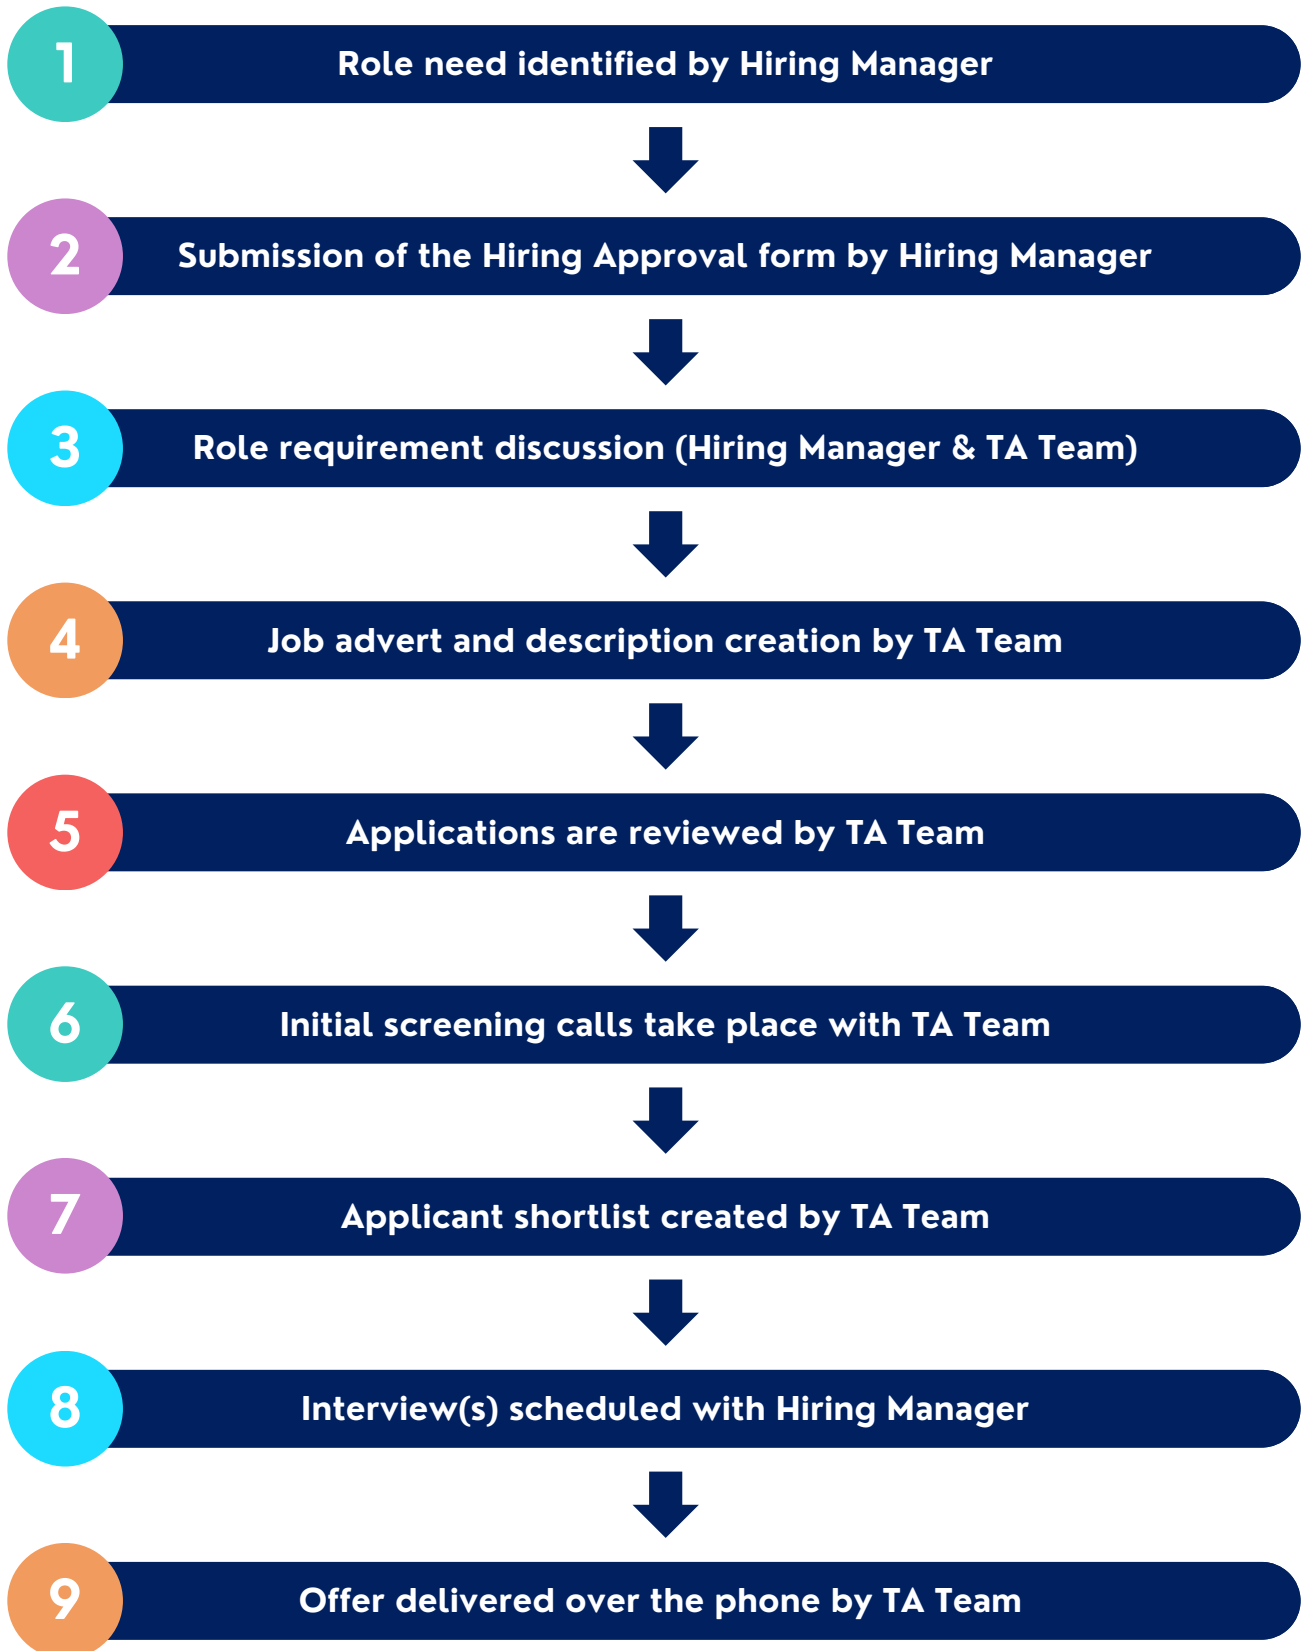 1
Role need identified by Hiring Manager
2
Submission of the Hiring Approval form by Hiring Manager
3
Role requirement discussion (Hiring Manager & TA Team)
4
Job advert and description creation by TA Team
5
Applications are reviewed by TA Team
6
Initial screening calls take place with TA Team
7
Applicant shortlist created by TA Team
8
Interview(s) scheduled with Hiring Manager
9
Offer delivered over the phone by TA Team